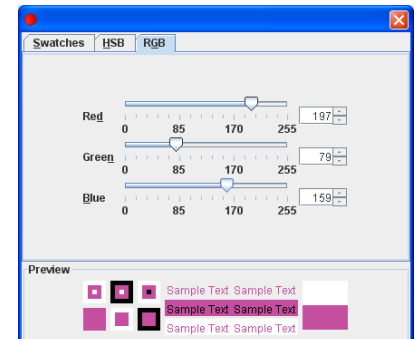 Swatches HSB RGB
Red 197
0 85 170 255
Green 79
0 85 170 255
Blue 159
0 85 170 255
Preview
Sample Text Sample Text
Sample Text Sample Text
Sample Text Sample Text